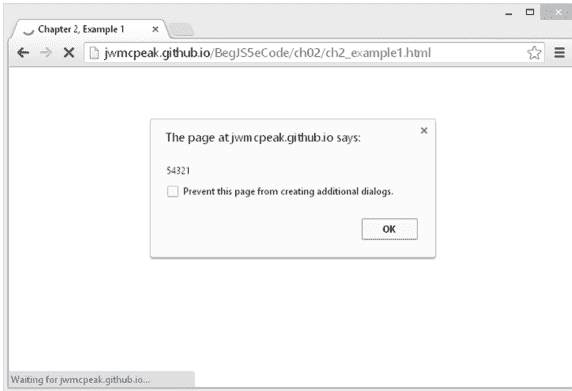 Chapter 2, Example 1
jwmcpeak.github.io/BegJS5eCode/ch02/ch2_example1.html
The page at jwmcpeak.github.io says:
54321
Prevent this page from creating additional dialogs.
OK
Waiting for jwmcpeak.github.io...